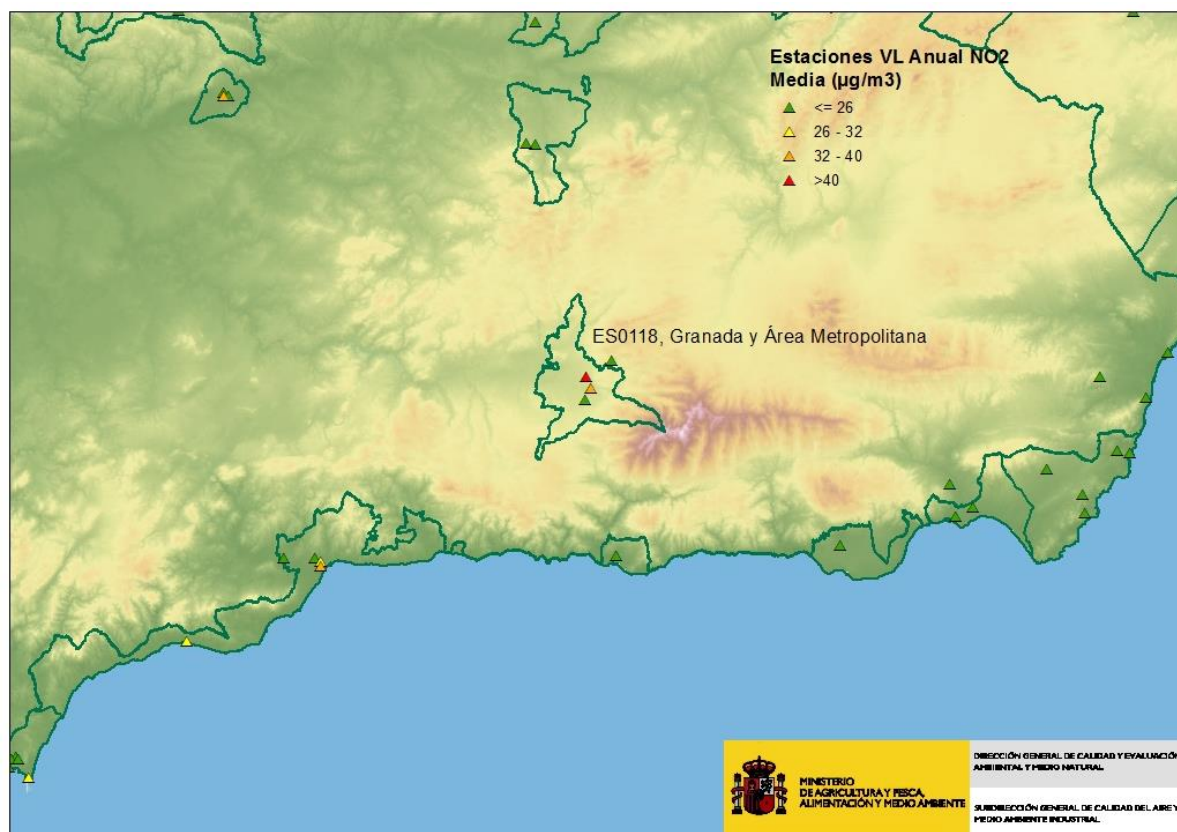 Estaciones VL Anual NO2
Media (µg/m3)
<= 26
26 - 32
32 - 40
>40
ES0118, Granada y Área Metropolitana
MINISTERIO
DE AGRICULTURA Y PESCA,
ALIMENTACIÓN Y MEDIO AMBIENTE
DIRECCIÓN GENERAL DE CALIDAD Y EVALUACIÓN
AMBIENTAL Y MEDIO NATURAL
SUBDIRECCIÓN GENERAL DE CALIDAD DEL AIRE Y
MEDIO AMBIENTE INDUSTRIAL